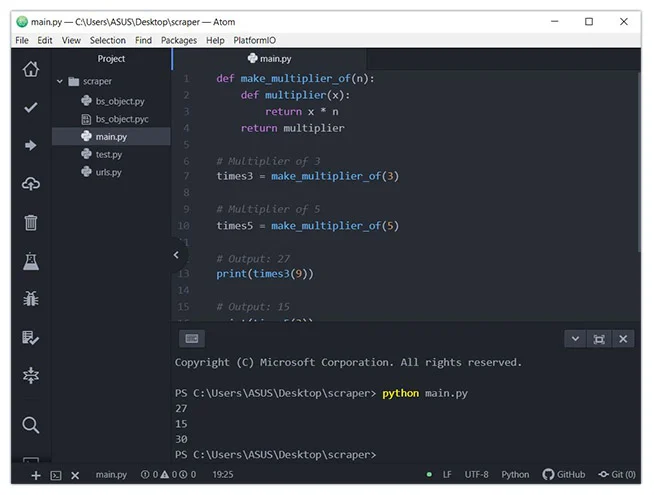 main.py — C:\Users\ASUS\Desktop\scraper — Atom
File Edit View Selection Find Packages Help PlatformIO
Project
scraper
bs_object.py
bs_object.pyc
main.py
test.py
urls.py
main.py
1 def make_multiplier_of(n):
2 def multiplier(x):
3 return x * n
4 return multiplier
5
6 # Multiplier of 3
7 times3 = make_multiplier_of(3)
8
9 # Multiplier of 5
10 times5 = make_multiplier_of(5)
11
12 # Output: 27
13 print(times3(9))
14
15 # Output: 15
Copyright (C) Microsoft Corporation. All rights reserved.
PS C:\Users\ASUS\Desktop\scraper> python main.py
27
15
30
PS C:\Users\ASUS\Desktop\scraper>
main.py 0 0 0 19:25 LF UTF-8 Python GitHub Git (0)